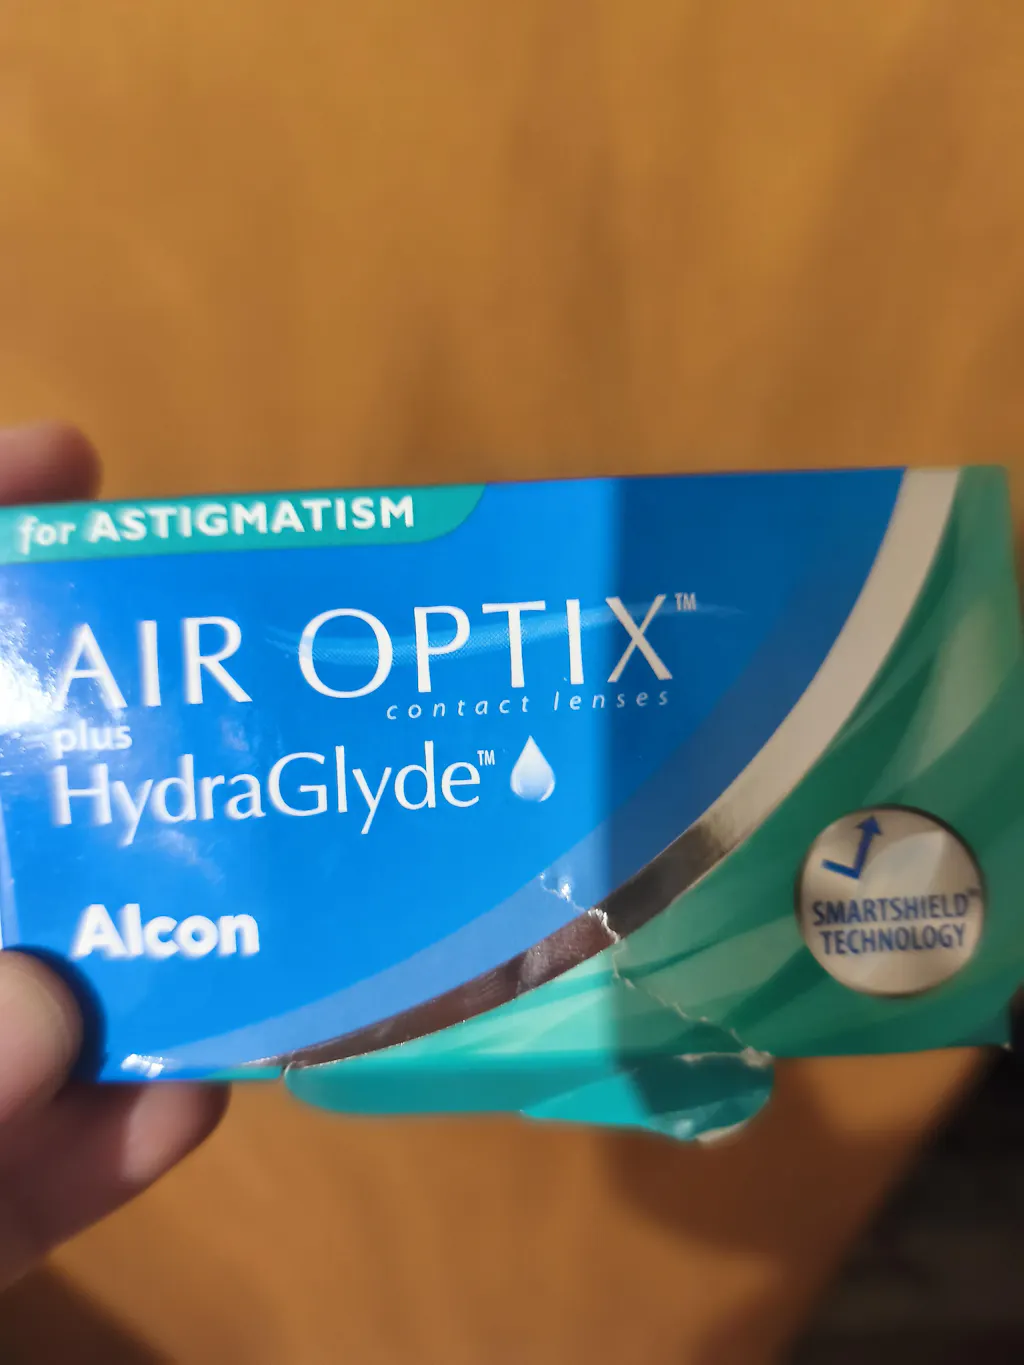 for ASTIGMATISM
AIR OPTIX™
contact lenses
plus
HydraGlyde™
Alcon
SMARTSHIELD™
TECHNOLOGY